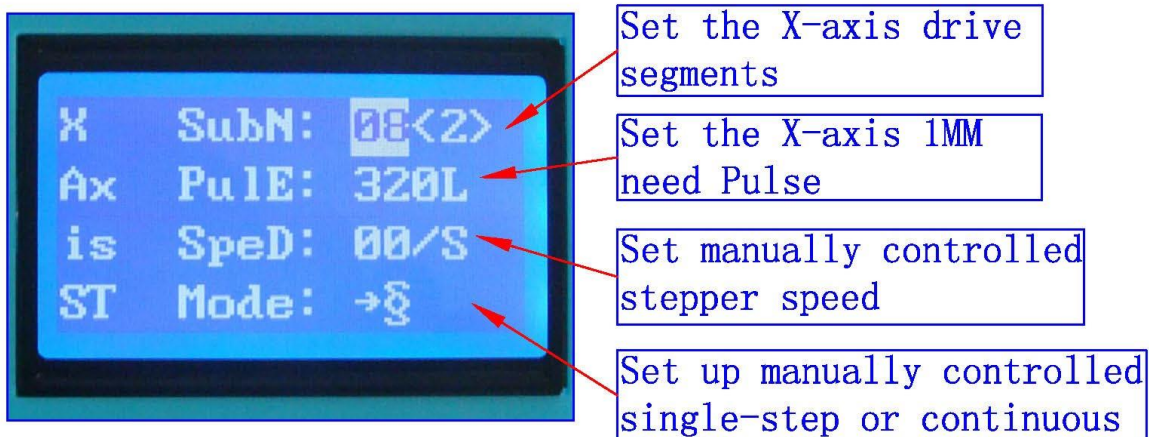 X SubN: 08<2>
Ax PulE: 320L
is SpeD: 00/S
ST Mode: →§
Set the X-axis drive
segments
Set the X-axis 1MM
need Pulse
Set manually controlled
stepper speed
Set up manually controlled
single-step or continuous